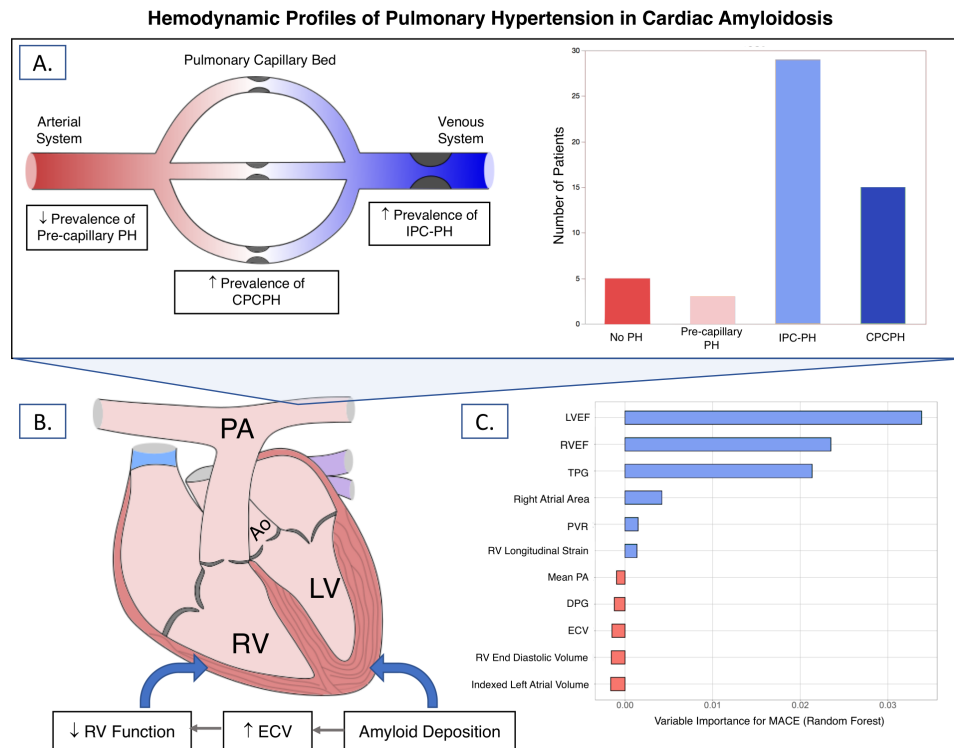 Hemodynamic Profiles of Pulmonary Hypertension in Cardiac Amyloidosis
A.
Pulmonary Capillary Bed
Arterial
System
Venous
System
↓ Prevalence of
Pre-capillary PH
↑ Prevalence of
IPC-PH
↑ Prevalence of
CPCPH
Number of Patients
30
25
20
15
10
5
0
No PH
Pre-capillary
PH
IPC-PH
CPCPH
B.
PA
Ao
LV
RV
↓ RV Function
↑ ECV
Amyloid Deposition
C.
LVEF
RVEF
TPG
Right Atrial Area
PVR
RV Longitudinal Strain
Mean PA
DPG
ECV
RV End Diastolic Volume
Indexed Left Atrial Volume
0.00
0.01
0.02
0.03
Variable Importance for MACE (Random Forest)